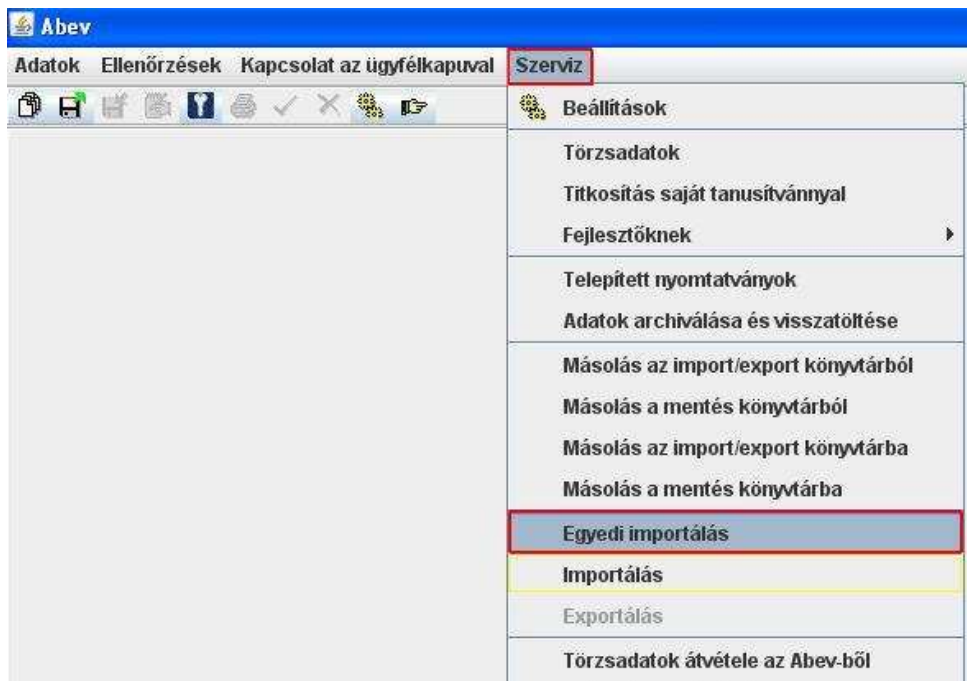 Abev
Adatok Ellenőrzések Kapcsolat az ügyfélkapuval Szerviz
Beállítások
Törzsadatok
Titkosítás saját tanusítvánnyal
Fejlesztőknek
Telepített nyomtatványok
Adatok archiválása és visszatöltése
Másolás az import/export könyvtárból
Másolás a mentés könyvtárból
Másolás az import/export könyvtárba
Másolás a mentés könyvtárba
Egyedi importálás
Importálás
Exportálás
Törzsadatok átvétele az Abev-ből